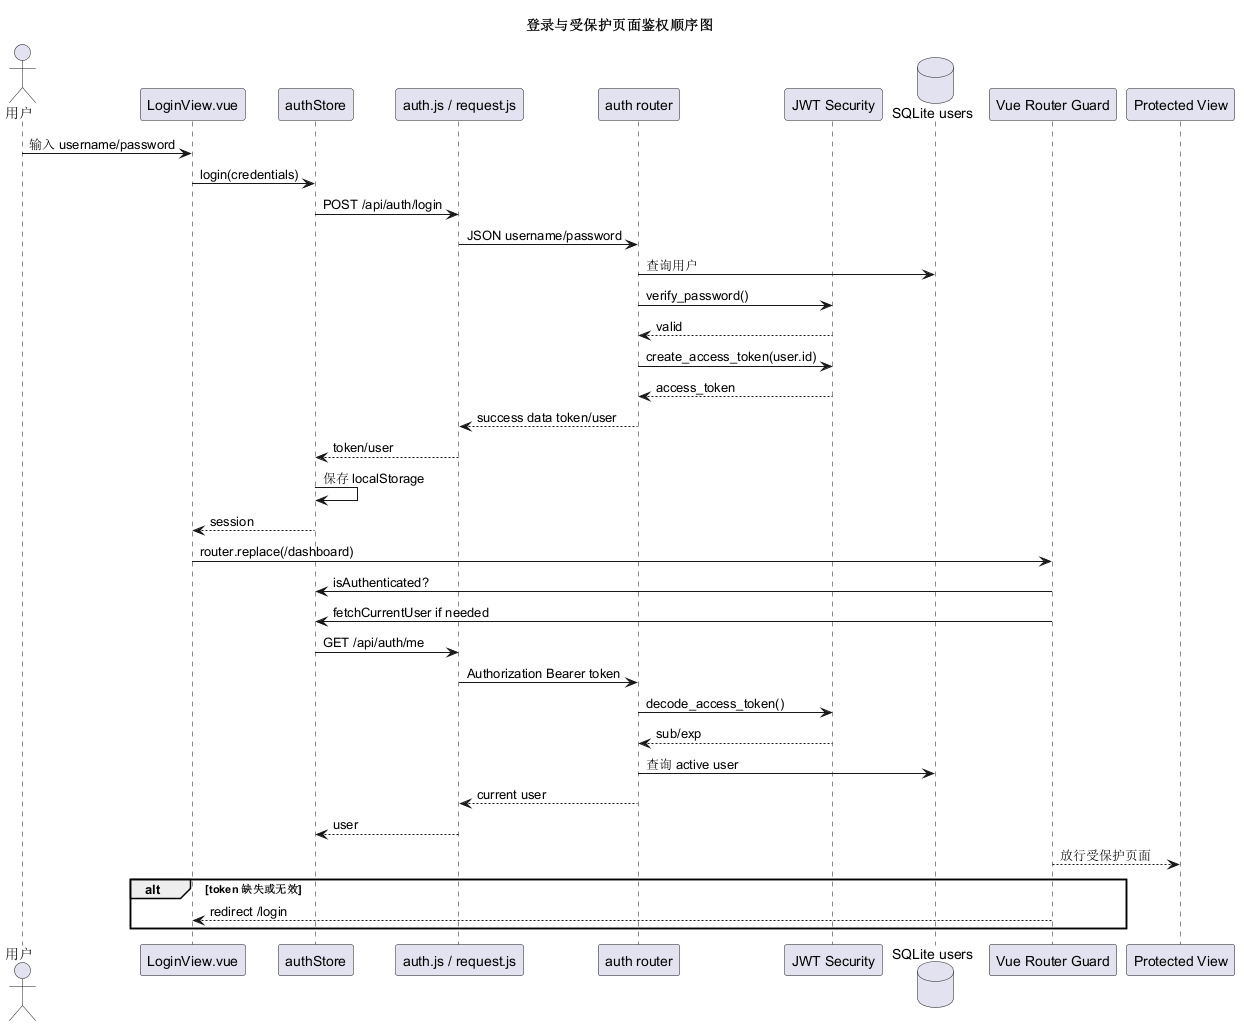 登录与受保护页面鉴权顺序图
用户
LoginView.vue
authStore
auth.js / request.js
auth router
JWT Security
SQLite users
Vue Router Guard
Protected View
输入 username/password
login(credentials)
POST /api/auth/login
JSON username/password
查询用户
verify_password()
valid
create_access_token(user.id)
access_token
success data token/user
token/user
保存 localStorage
session
router.replace(/dashboard)
isAuthenticated?
fetchCurrentUser if needed
GET /api/auth/me
Authorization Bearer token
decode_access_token()
sub/exp
查询 active user
current user
user
放行受保护页面
alt [token 缺失或无效]
redirect /login
用户
LoginView.vue
authStore
auth.js / request.js
auth router
JWT Security
SQLite users
Vue Router Guard
Protected View